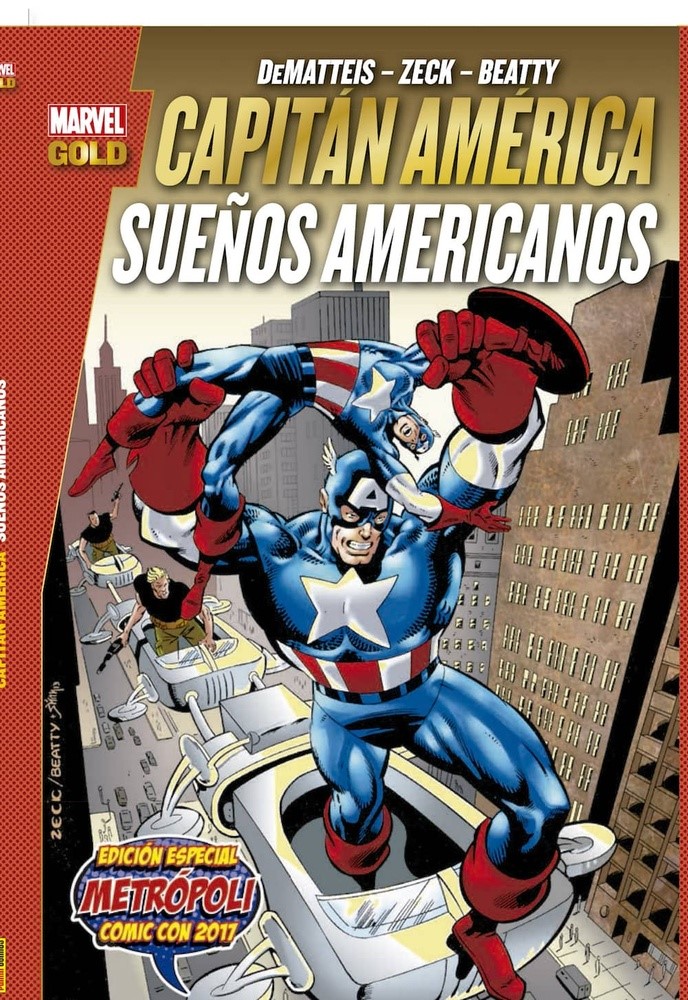 DeMATTEIS – ZECK – BEATTY
MARVEL
GOLD
CAPITÁN AMÉRICA
SUEÑOS AMERICANOS
A
CAPITÁN AMÉRICA SUEÑOS AMERICANOS
ZECK/BEATTY
EDICIÓN ESPECIAL
METRÓPOLI
COMIC CON 2017